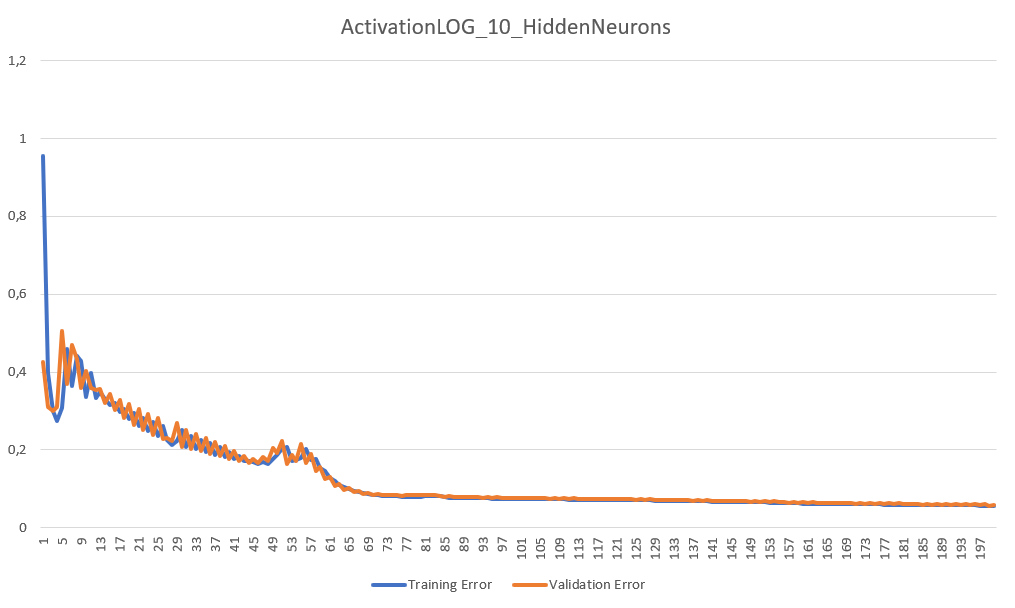 ActivationLOG_10_HiddenNeurons
1,2
1
0,8
0,6
0,4
0,2
0
1 5 9 13 17 21 25 29 33 37 41 45 49 53 57 61 65 69 73 77 81 85 89 93 97 101 105 109 113 117 121 125 129 133 137 141 145 149 153 157 161 165 169 173 177 181 185 189 193 197
Training Error Validation Error